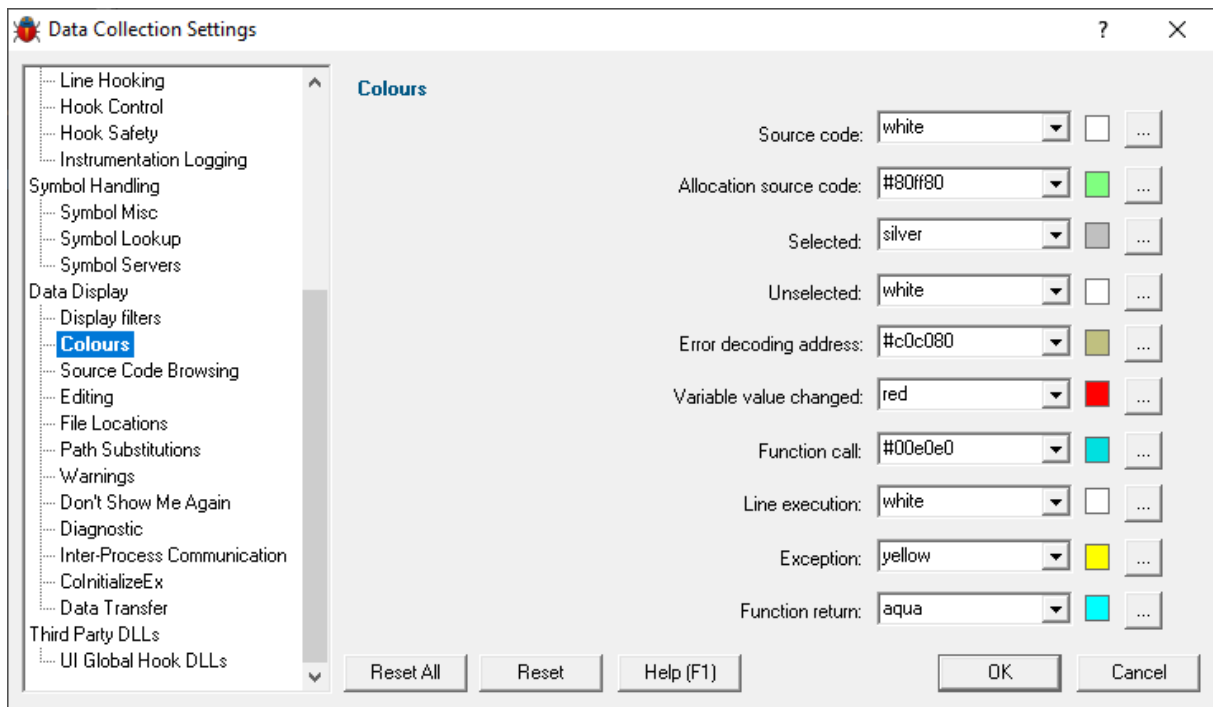 Data Collection Settings
?
Line Hooking
Hook Control
Hook Safety
Instrumentation Logging
Symbol Handling
Symbol Misc
Symbol Lookup
Symbol Servers
Data Display
Display filters
Colours
Source Code Browsing
Editing
File Locations
Path Substitutions
Warnings
Don't Show Me Again
Diagnostic
Inter-Process Communication
CoInitializeEx
Data Transfer
Third Party DLLs
UI Global Hook DLLs
Colours
Source code: white ...
Allocation source code: #80ff80 ...
Selected: silver ...
Unselected: white ...
Error decoding address: #c0c080 ...
Variable value changed: red ...
Function call: #00e0e0 ...
Line execution: white ...
Exception: yellow ...
Function return: aqua ...
Reset All Reset Help (F1) OK Cancel